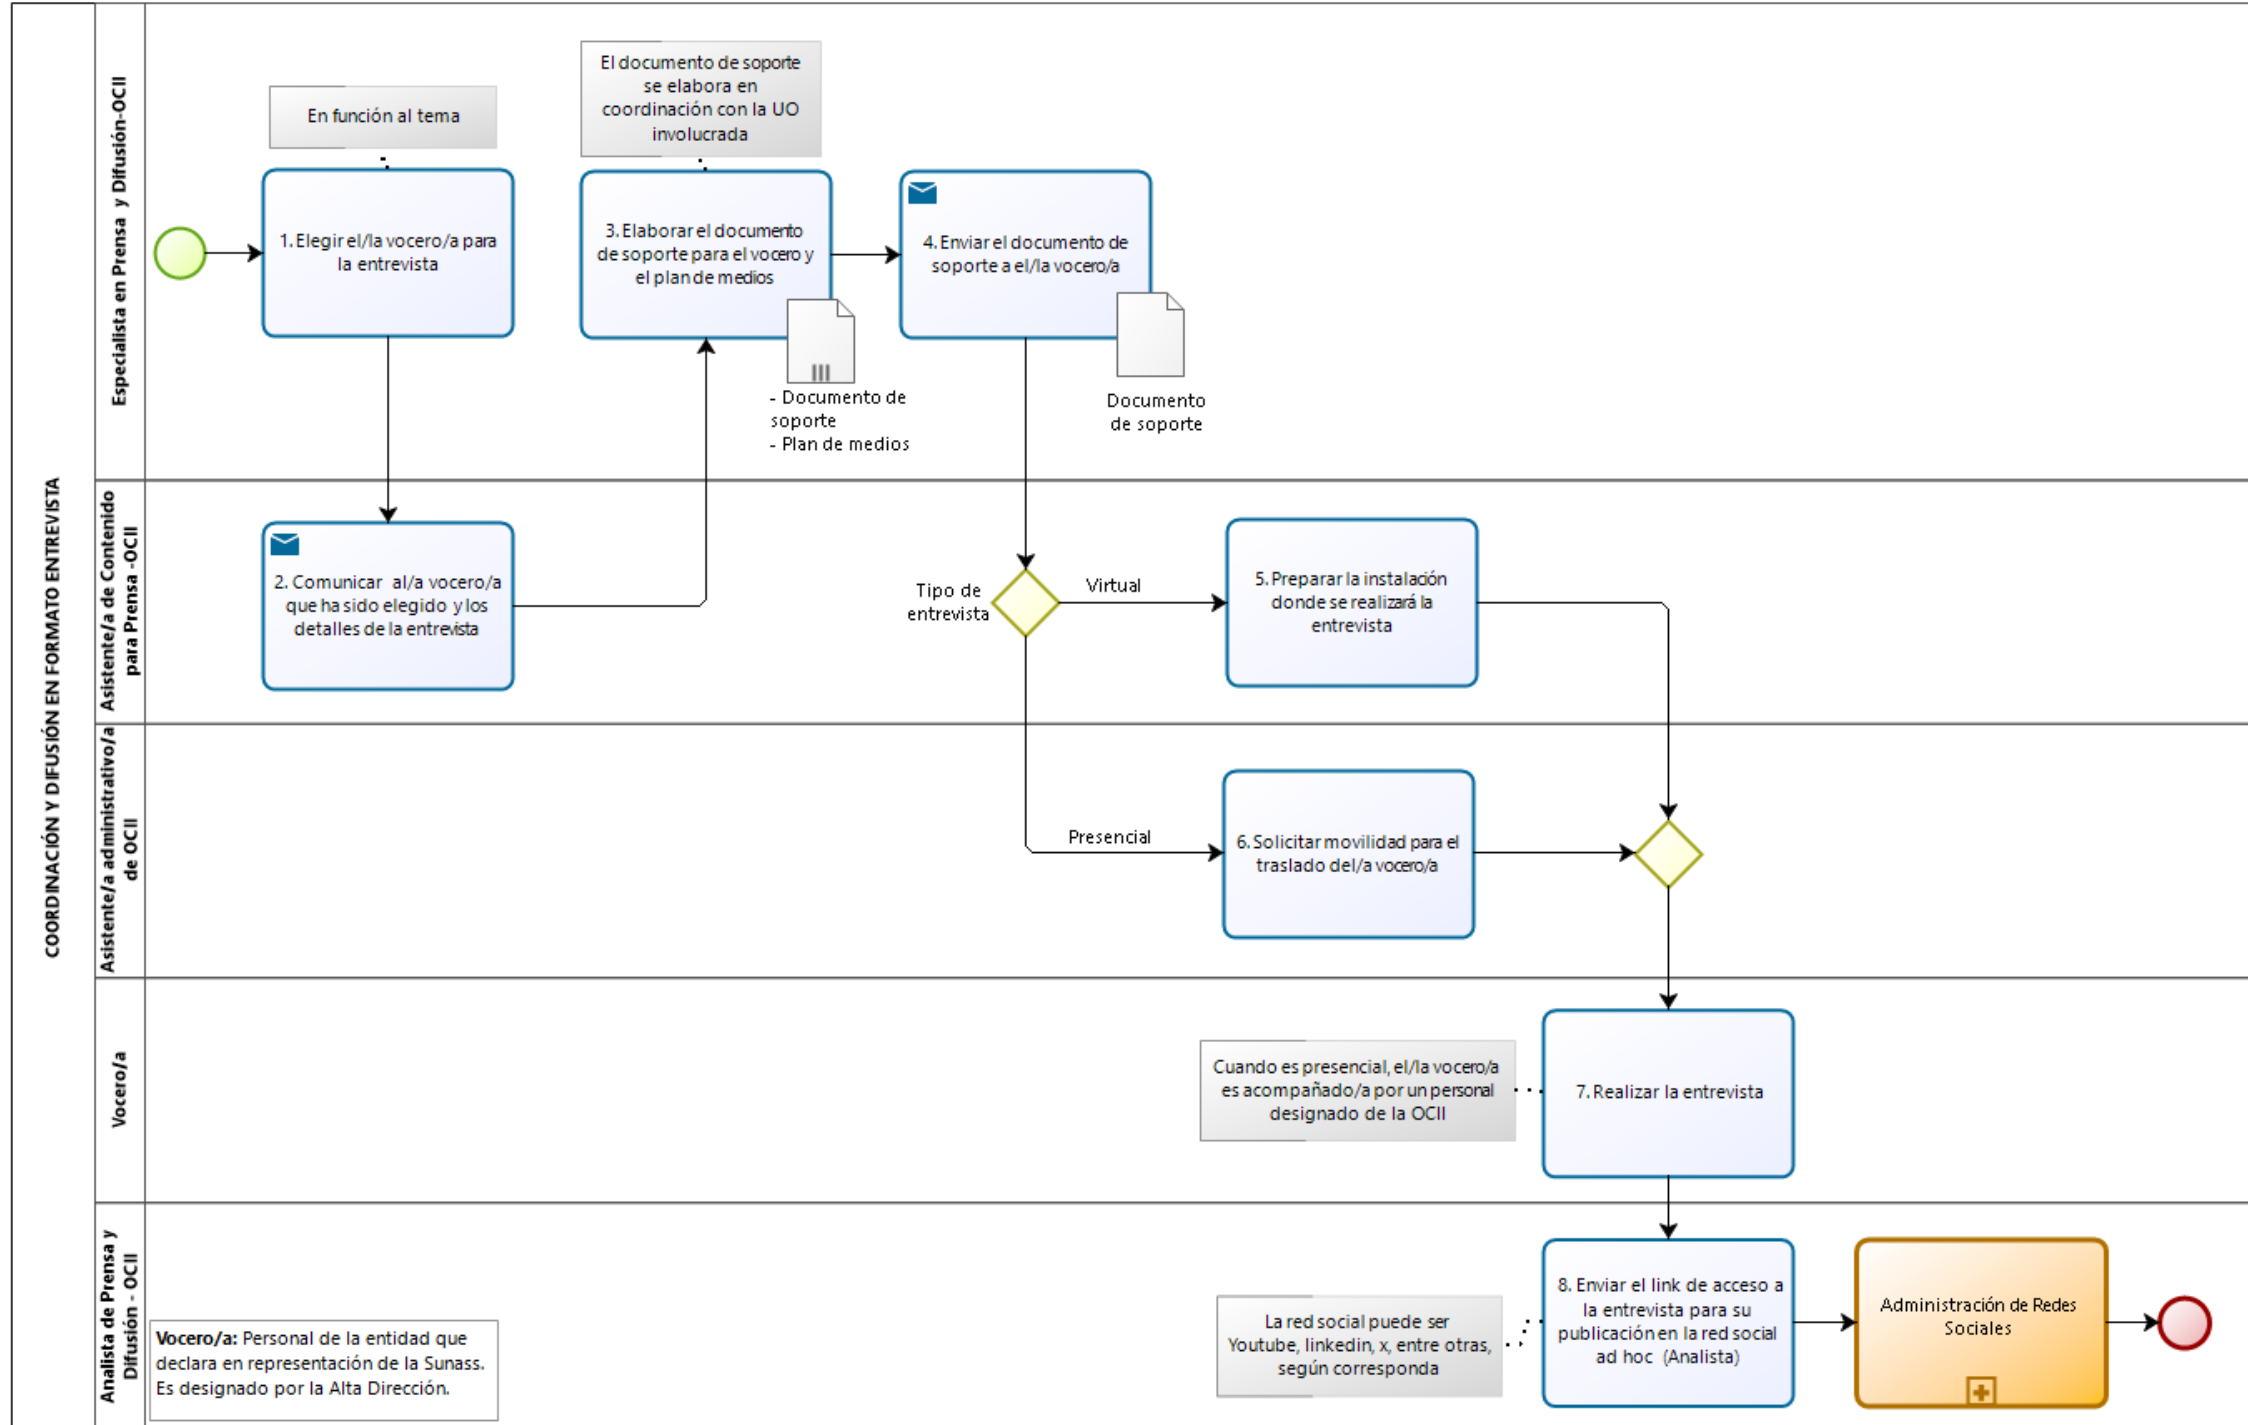 COORDINACIÓN Y DIFUSIÓN EN FORMATO ENTREVISTA
Especialista en Prensa y Difusión-OCII
En función al tema
1. Elegir el/la vocero/a para
la entrevista
El documento de soporte
se elabora en
coordinación con la UO
involucrada
3. Elaborar el documento
de soporte para el vocero y
el plan de medios
- Documento de
soporte
- Plan de medios
4. Enviar el documento de
soporte a el/la vocero/a
Documento
de soporte
Asistente/a de Contenido
para Prensa -OCII
2. Comunicar al/a vocero/a
que ha sido elegido y los
detalles de la entrevista
Tipo de
entrevista
Virtual
5. Preparar la instalación
donde se realizará la
entrevista
Asistente/a administrativo/a
de OCII
Presencial
6. Solicitar movilidad para el
traslado del/a vocero/a
Vocero/a
Cuando es presencial, el/la vocero/a
es acompañado/a por un personal
designado de la OCII
7. Realizar la entrevista
Analista de Prensa y
Difusión - OCII
Vocero/a: Personal de la entidad que
declara en representación de la Sunass.
Es designado por la Alta Dirección.
La red social puede ser
Youtube, linkedin, x, entre otras,
según corresponda
8. Enviar el link de acceso a
la entrevista para su
publicación en la red social
ad hoc (Analista)
Administración de Redes
Sociales